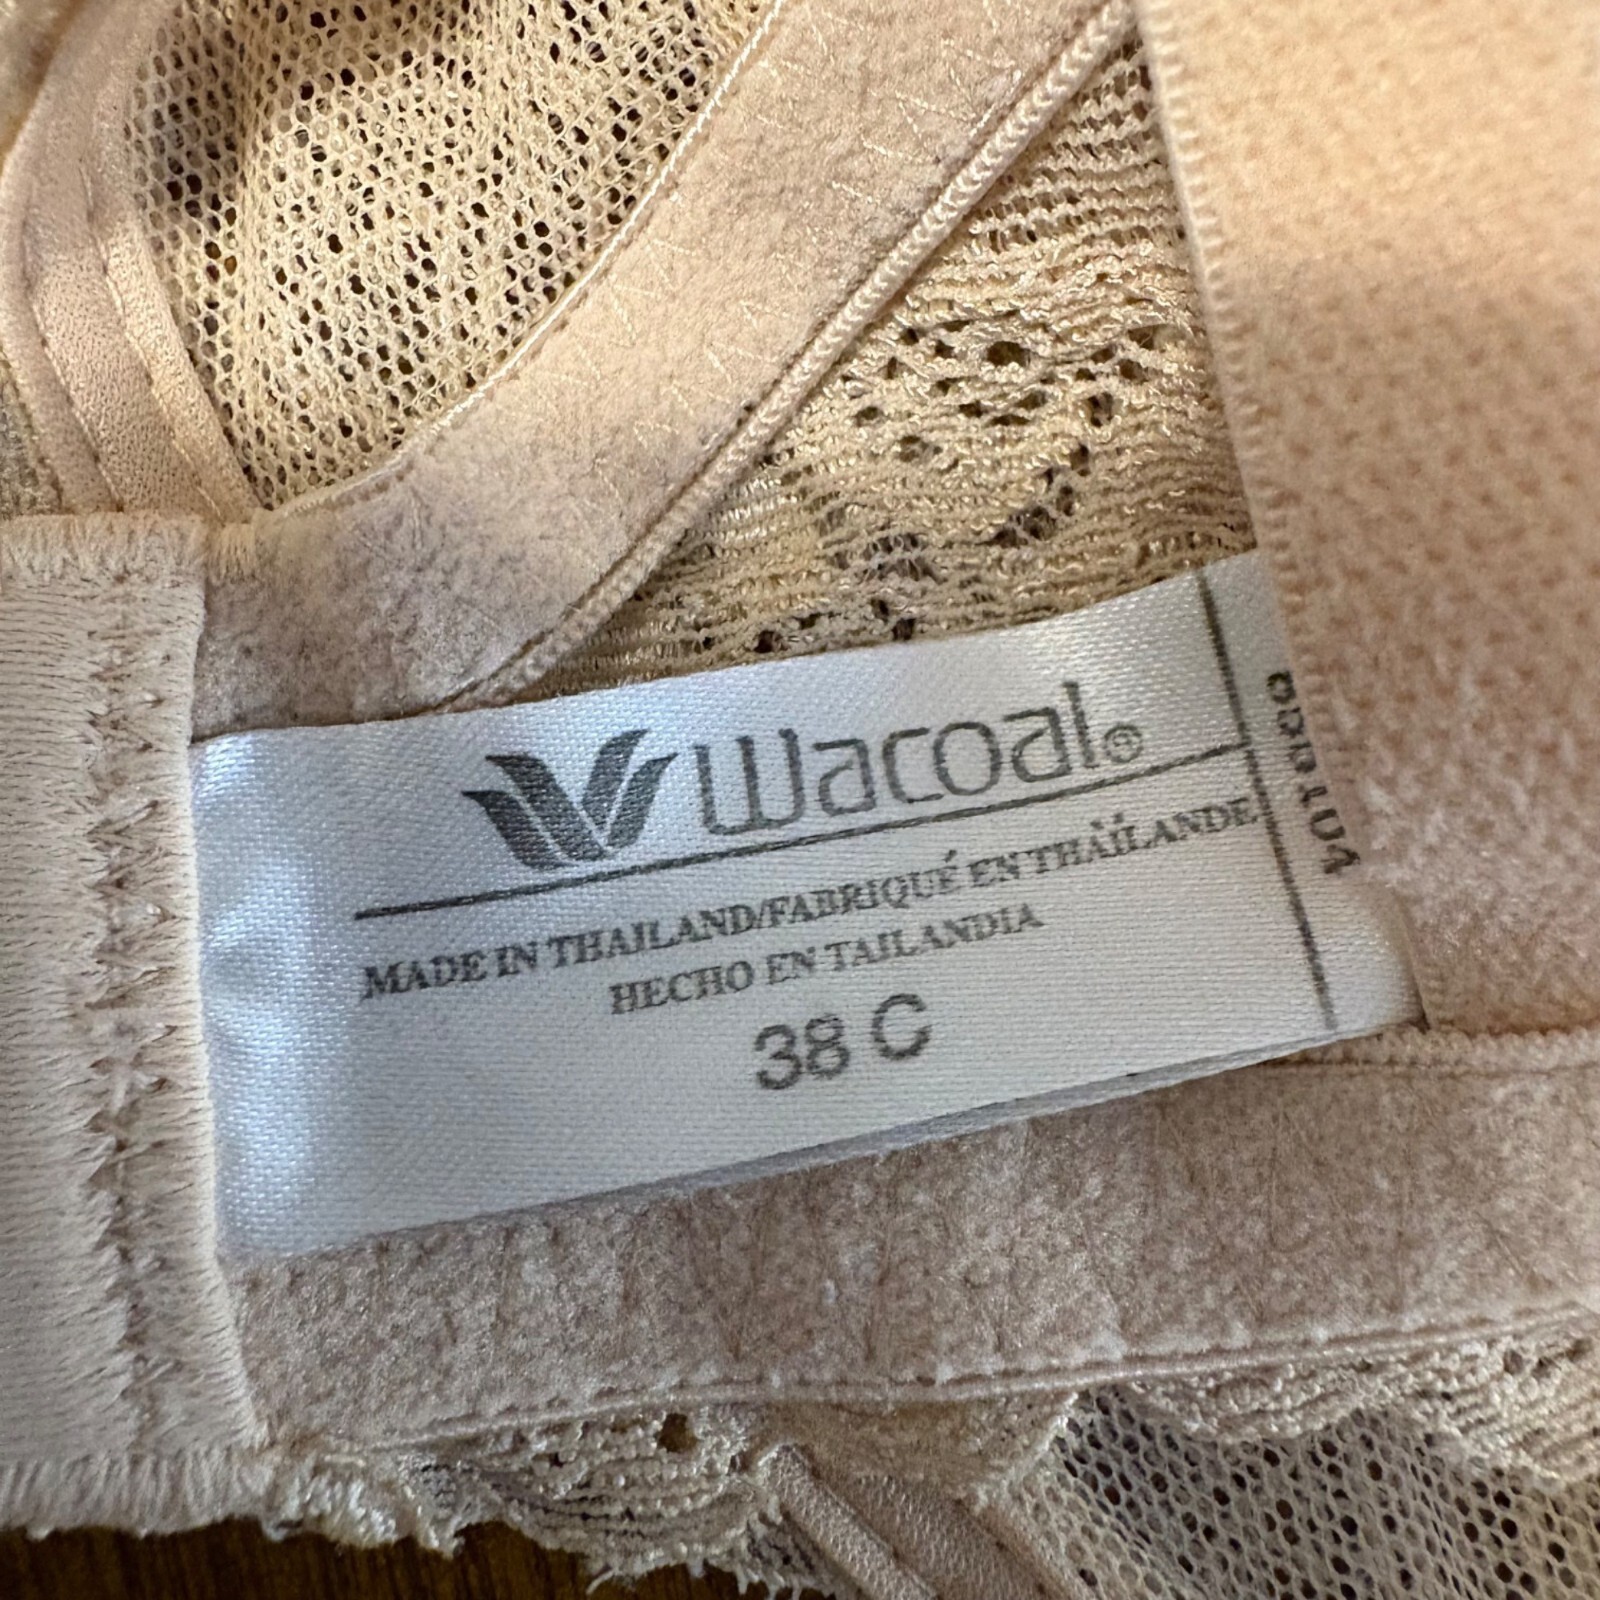 Wacoal®
MADE IN THAILAND/FABRIQUÉ EN THAÏLANDE
HECHO EN TAILANDIA
38 C